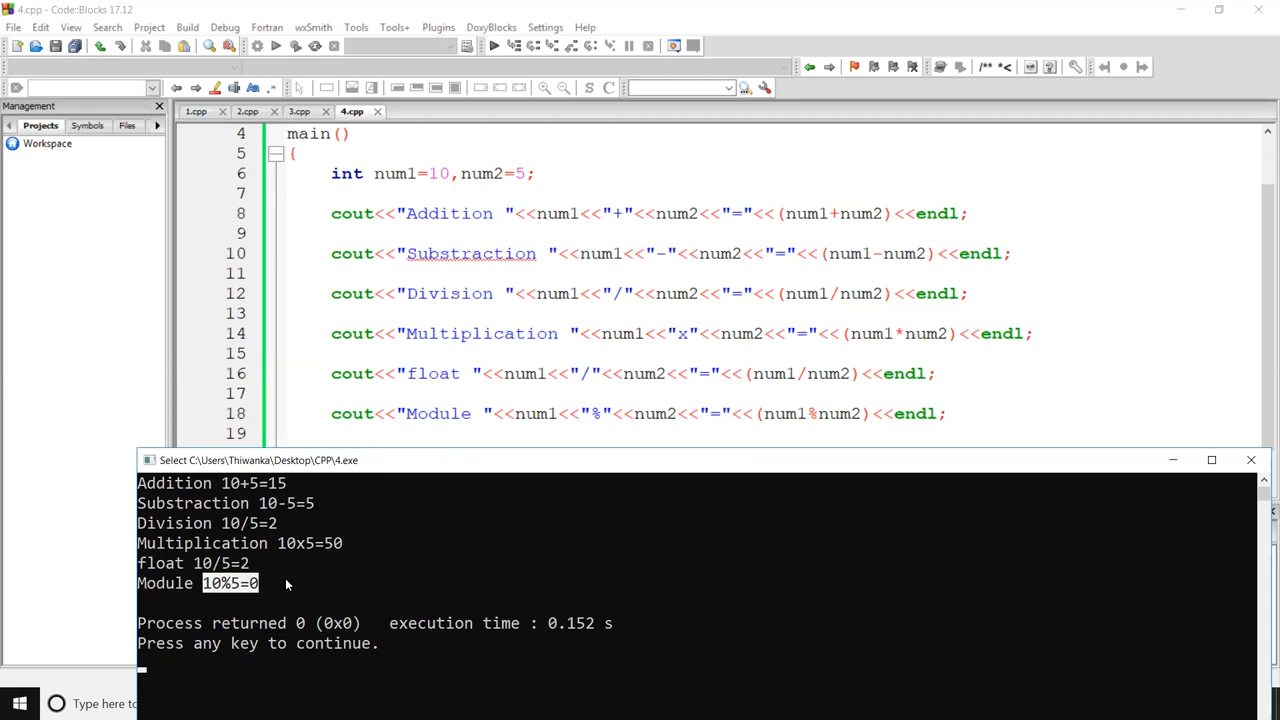 4.cpp - Code::Blocks 17.12
File Edit View Search Project Build Debug Fortran wxSmith Tools Tools+ Plugins DoxyBlocks Settings Help
/** *<
S C
Management
Projects Symbols Files
Workspace
1.cpp 2.cpp 3.cpp 4.cpp
4 main()
5 {
6 int num1=10,num2=5;
7
8 cout<<"Addition "<<num1<<"+"<<num2<<"="<<(num1+num2)<<endl;
9
10 cout<<"Substraction "<<num1<<"-"<<num2<<"="<<(num1-num2)<<endl;
11
12 cout<<"Division "<<num1<<"/"<<num2<<"="<<(num1/num2)<<endl;
13
14 cout<<"Multiplication "<<num1<<"x"<<num2<<"="<<(num1*num2)<<endl;
15
16 cout<<"float "<<num1<<"/"<<num2<<"="<<(num1/num2)<<endl;
17
18 cout<<"Module "<<num1<<"%"<<num2<<"="<<(num1%num2)<<endl;
19
Select C:\Users\Thiwanka\Desktop\CPP\4.exe
Addition 10+5=15
Substraction 10-5=5
Division 10/5=2
Multiplication 10x5=50
float 10/5=2
Module 10%5=0
Process returned 0 (0x0) execution time : 0.152 s
Press any key to continue.
Type here to